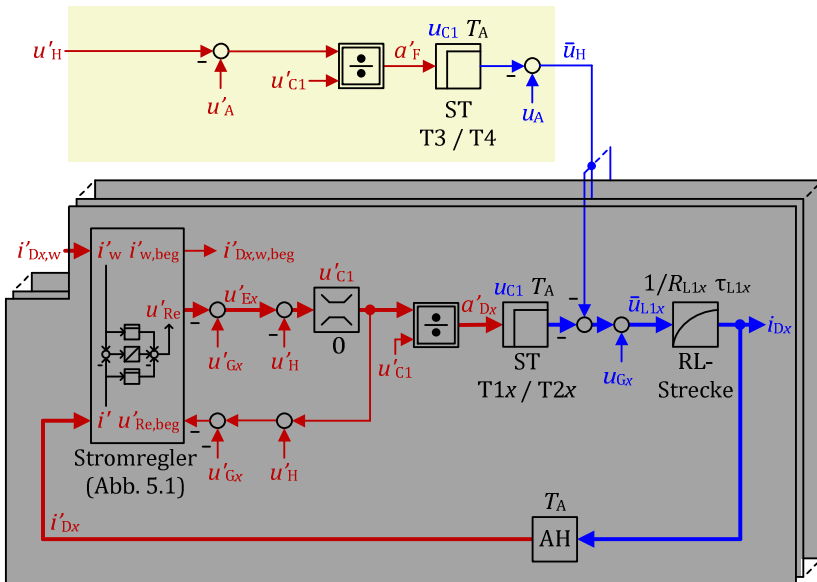 u'H
-
u'A
u'C1
÷
a'F
uC1 TA
ST
T3 / T4
-
uA
ūH
i'Dx,w
i'w i'w,beg
i'Dx,w,beg
u'Re
-
u'Ex
u'Gx
-
u'H
u'C1
0
÷
u'C1
a'Dx
uC1 TA
ST
T1x / T2x
-
-
uGx
ūL1x
1/RL1x τL1x
RL-
Strecke
iDx
i' u'Re,beg
-
u'Gx
u'H
Stromregler
(Abb. 5.1)
i'Dx
TA
AH